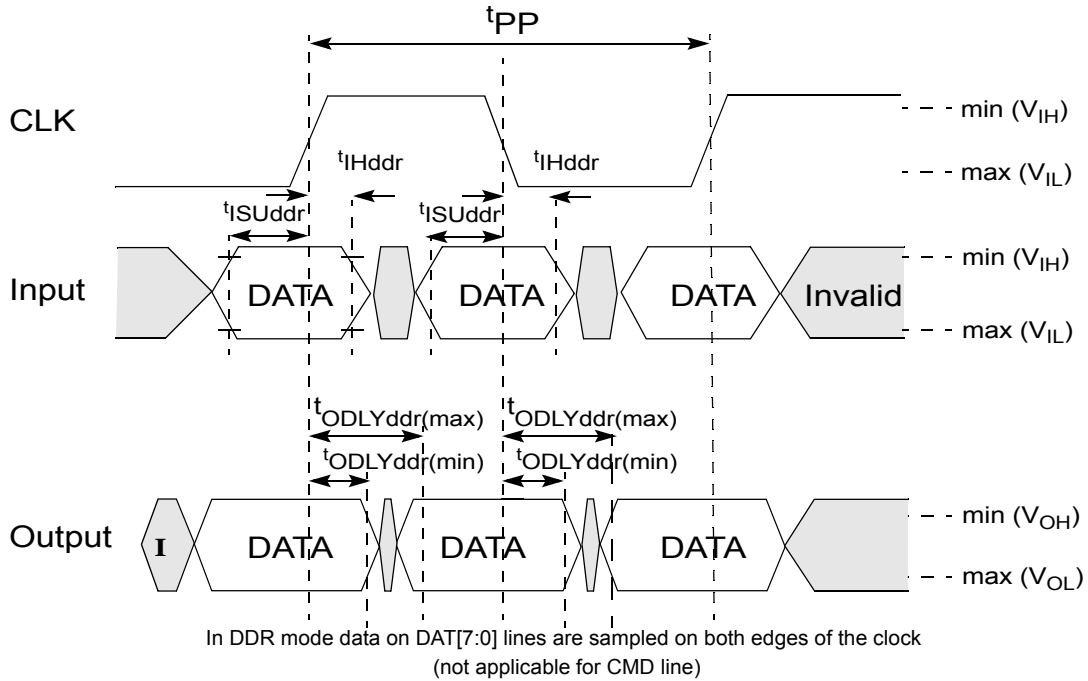 tPP
CLK
min (VIH)
max (VIL)
tIHddr
tIHddr
tISUddr
tISUddr
Input
DATA
DATA
DATA
Invalid
min (VIH)
max (VIL)
tODLYddr(max)
tODLYddr(max)
tODLYddr(min)
tODLYddr(min)
Output
I
DATA
DATA
DATA
min (VOH)
max (VOL)
In DDR mode data on DAT[7:0] lines are sampled on both edges of the clock
(not applicable for CMD line)